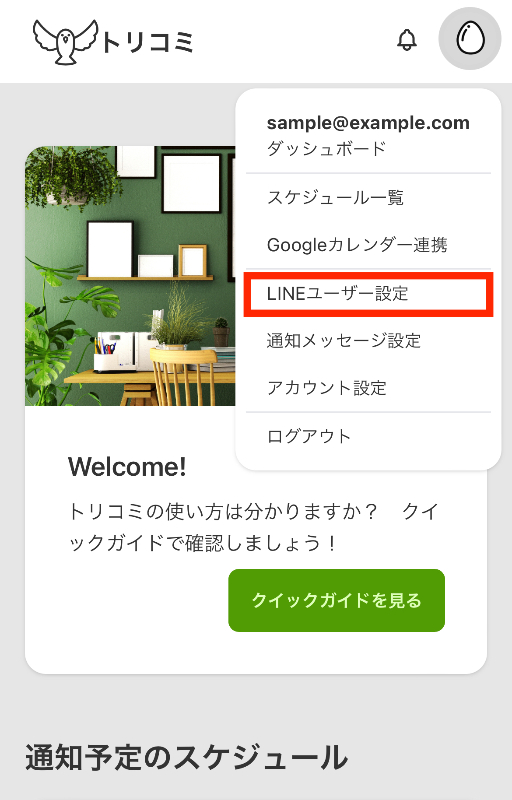 トリコミ
sample@example.com
ダッシュボード
スケジュール一覧
Googleカレンダー連携
LINEユーザー設定
通知メッセージ設定
アカウント設定
ログアウト
Welcome!
トリコミの使い方は分かりますか？　クイ
ックガイドで確認しましょう！
クイックガイドを見る
通知予定のスケジュール